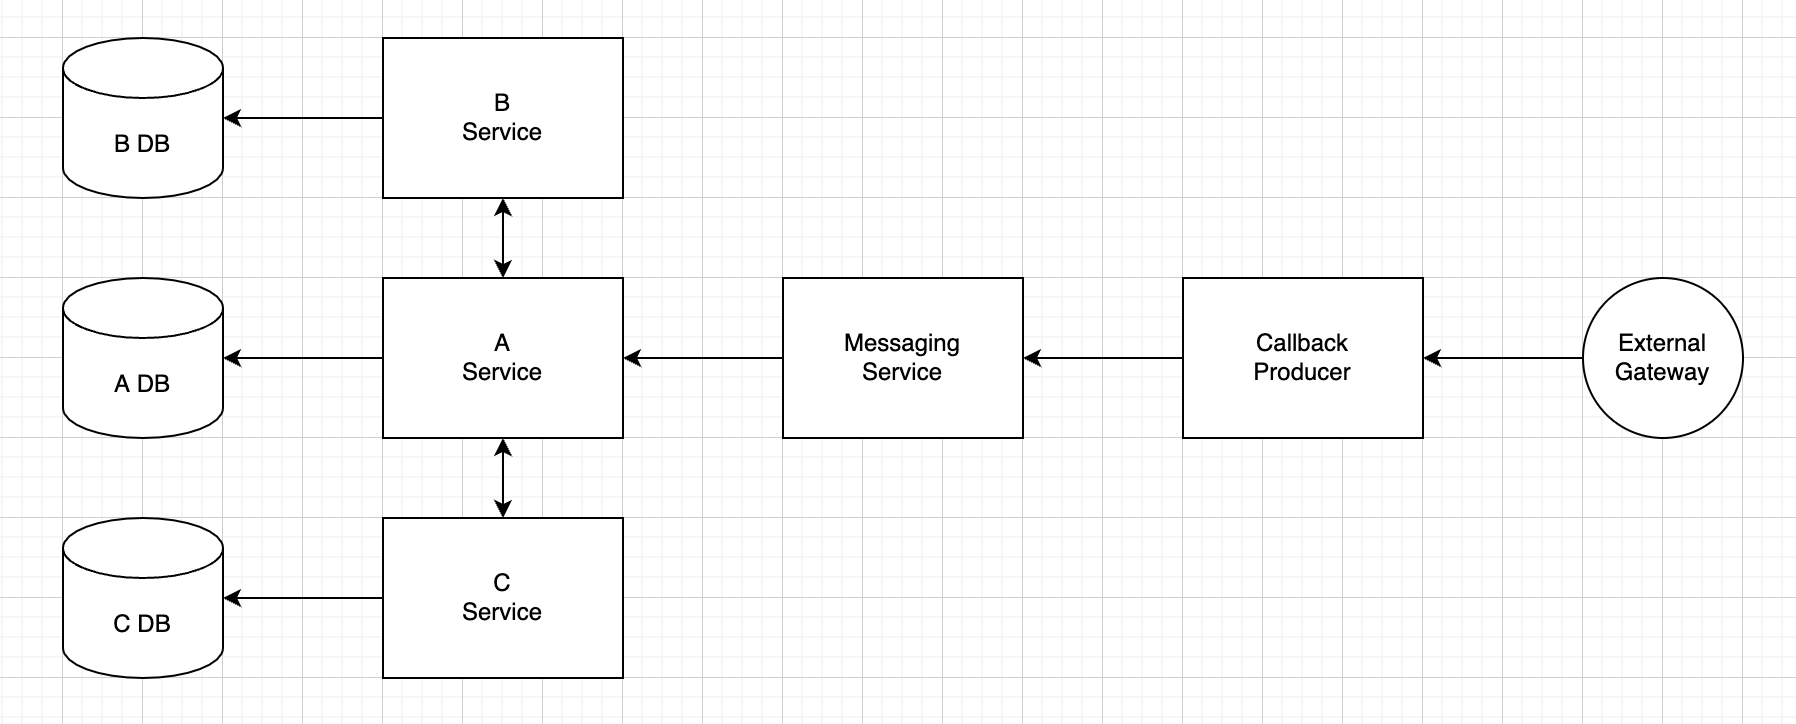 B
Service
B DB
A
Service
Messaging
Service
Callback
Producer
External
Gateway
A DB
C
Service
C DB